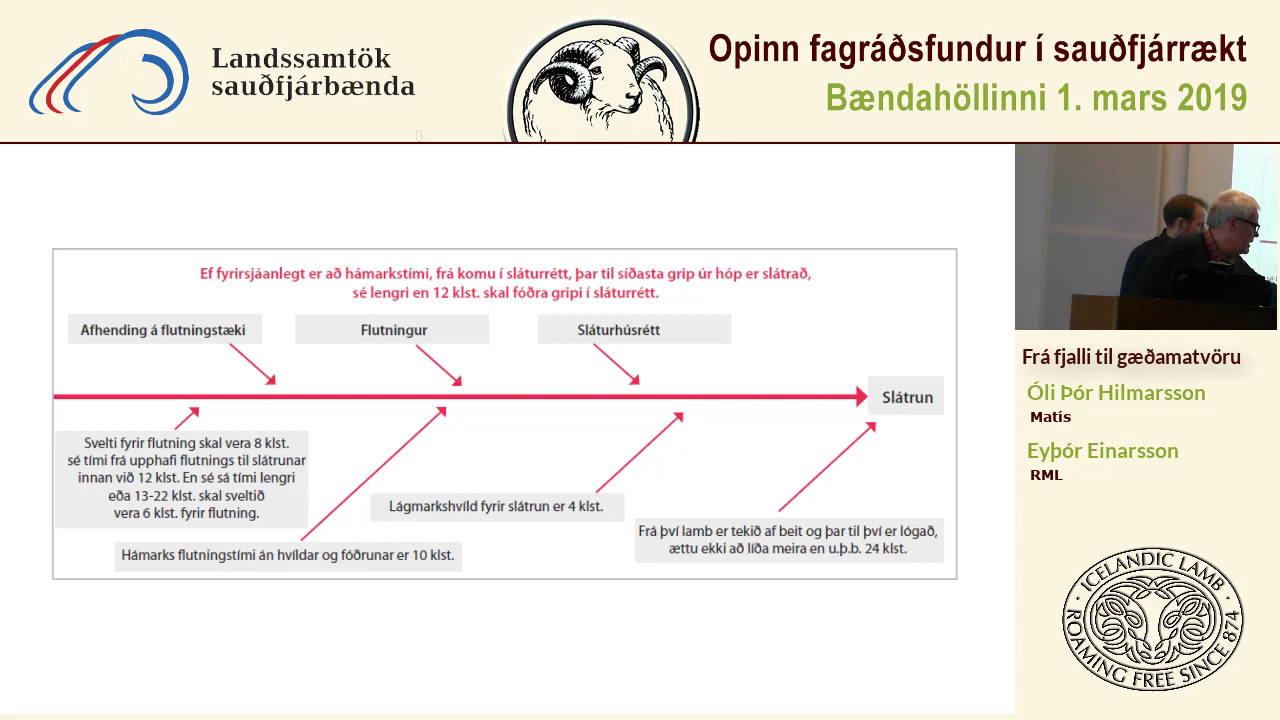 Landssamtök
sauðfjárbænda
Opinn fagráðsfundur í sauðfjárrækt
Bændahöllinni 1. mars 2019
Ef fyrirsjáanlegt er að hámarkstími, frá komu í sláturrétt, þar til síðasta grip úr hóp er slátrað,
sé lengri en 12 klst. skal fóðra gripi í sláturrétt.
Afhending á flutningstæki
Flutningur
Sláturhúsrétt
Slátrun
Svelti fyrir flutning skal vera 8 klst.
sé tími frá upphafi flutnings til slátrunar
innan við 12 klst. En sé sá tími lengri
eða 13-22 klst. skal sveltið
vera 6 klst. fyrir flutning.
Hámarks flutningstími án hvíldar og fóðrunar er 10 klst.
Lágmarkshvíld fyrir slátrun er 4 klst.
Frá því lamb er tekið af beit og þar til því er lógað,
ættu ekki að líða meira en u.þ.b. 24 klst.
Frá fjalli til gæðamatvöru
Óli Þór Hilmarsson
Matís
Eyþór Einarsson
RML
· ICELANDIC LAMB ·
ROAMING FREE SINCE 874